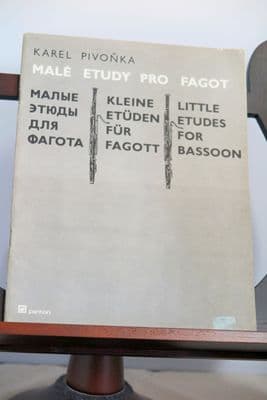 KAREL PIVOŇKA
MALÉ ETUDY PRO FAGOT
МАЛЫЕ
ЭТЮДЫ
ДЛЯ
ФАГОТА
KLEINE
ETÜDEN
FÜR
FAGOTT
LITTLE
ETUDES
FOR
BASSOON
panton